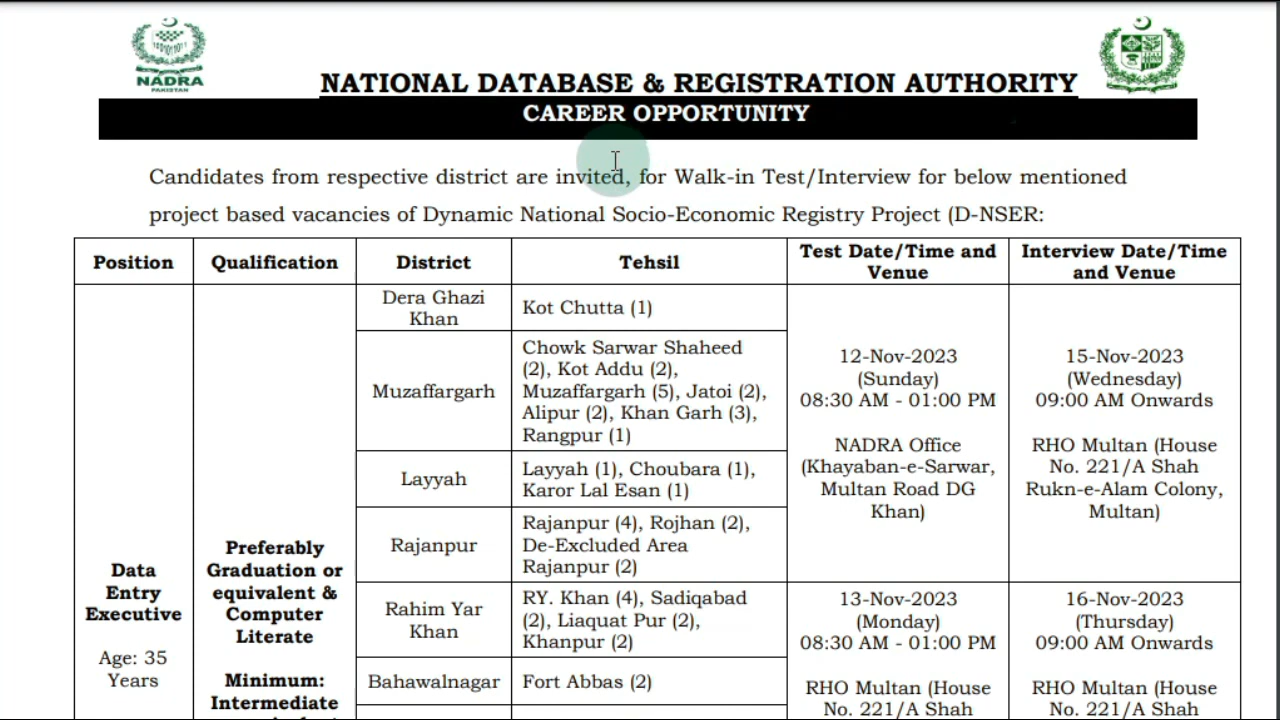 NADRA
PAKISTAN
NATIONAL DATABASE & REGISTRATION AUTHORITY
CAREER OPPORTUNITY
Candidates from respective district are invited, for Walk-in Test/Interview for below mentioned
project based vacancies of Dynamic National Socio-Economic Registry Project (D-NSER:
Position
Qualification
District
Tehsil
Test Date/Time and
Venue
Interview Date/Time
and Venue
Data
Entry
Executive
Age: 35
Years
Preferably
Graduation or
equivalent &
Computer
Literate
Minimum:
Intermediate
Dera Ghazi
Khan
Kot Chutta (1)
Muzaffargarh
Chowk Sarwar Shaheed
(2), Kot Addu (2),
Muzaffargarh (5), Jatoi (2),
Alipur (2), Khan Garh (3),
Rangpur (1)
Layyah
Layyah (1), Choubara (1),
Karor Lal Esan (1)
Rajanpur
Rajanpur (4), Rojhan (2),
De-Excluded Area
Rajanpur (2)
12-Nov-2023
(Sunday)
08:30 AM - 01:00 PM
NADRA Office
(Khayaban-e-Sarwar,
Multan Road DG
Khan)
15-Nov-2023
(Wednesday)
09:00 AM Onwards
RHO Multan (House
No. 221/A Shah
Rukn-e-Alam Colony,
Multan)
Rahim Yar
Khan
RY. Khan (4), Sadiqabad
(2), Liaquat Pur (2),
Khanpur (2)
Bahawalnagar
Fort Abbas (2)
13-Nov-2023
(Monday)
08:30 AM - 01:00 PM
RHO Multan (House
No. 221/A Shah
16-Nov-2023
(Thursday)
09:00 AM Onwards
RHO Multan (House
No. 221/A Shah